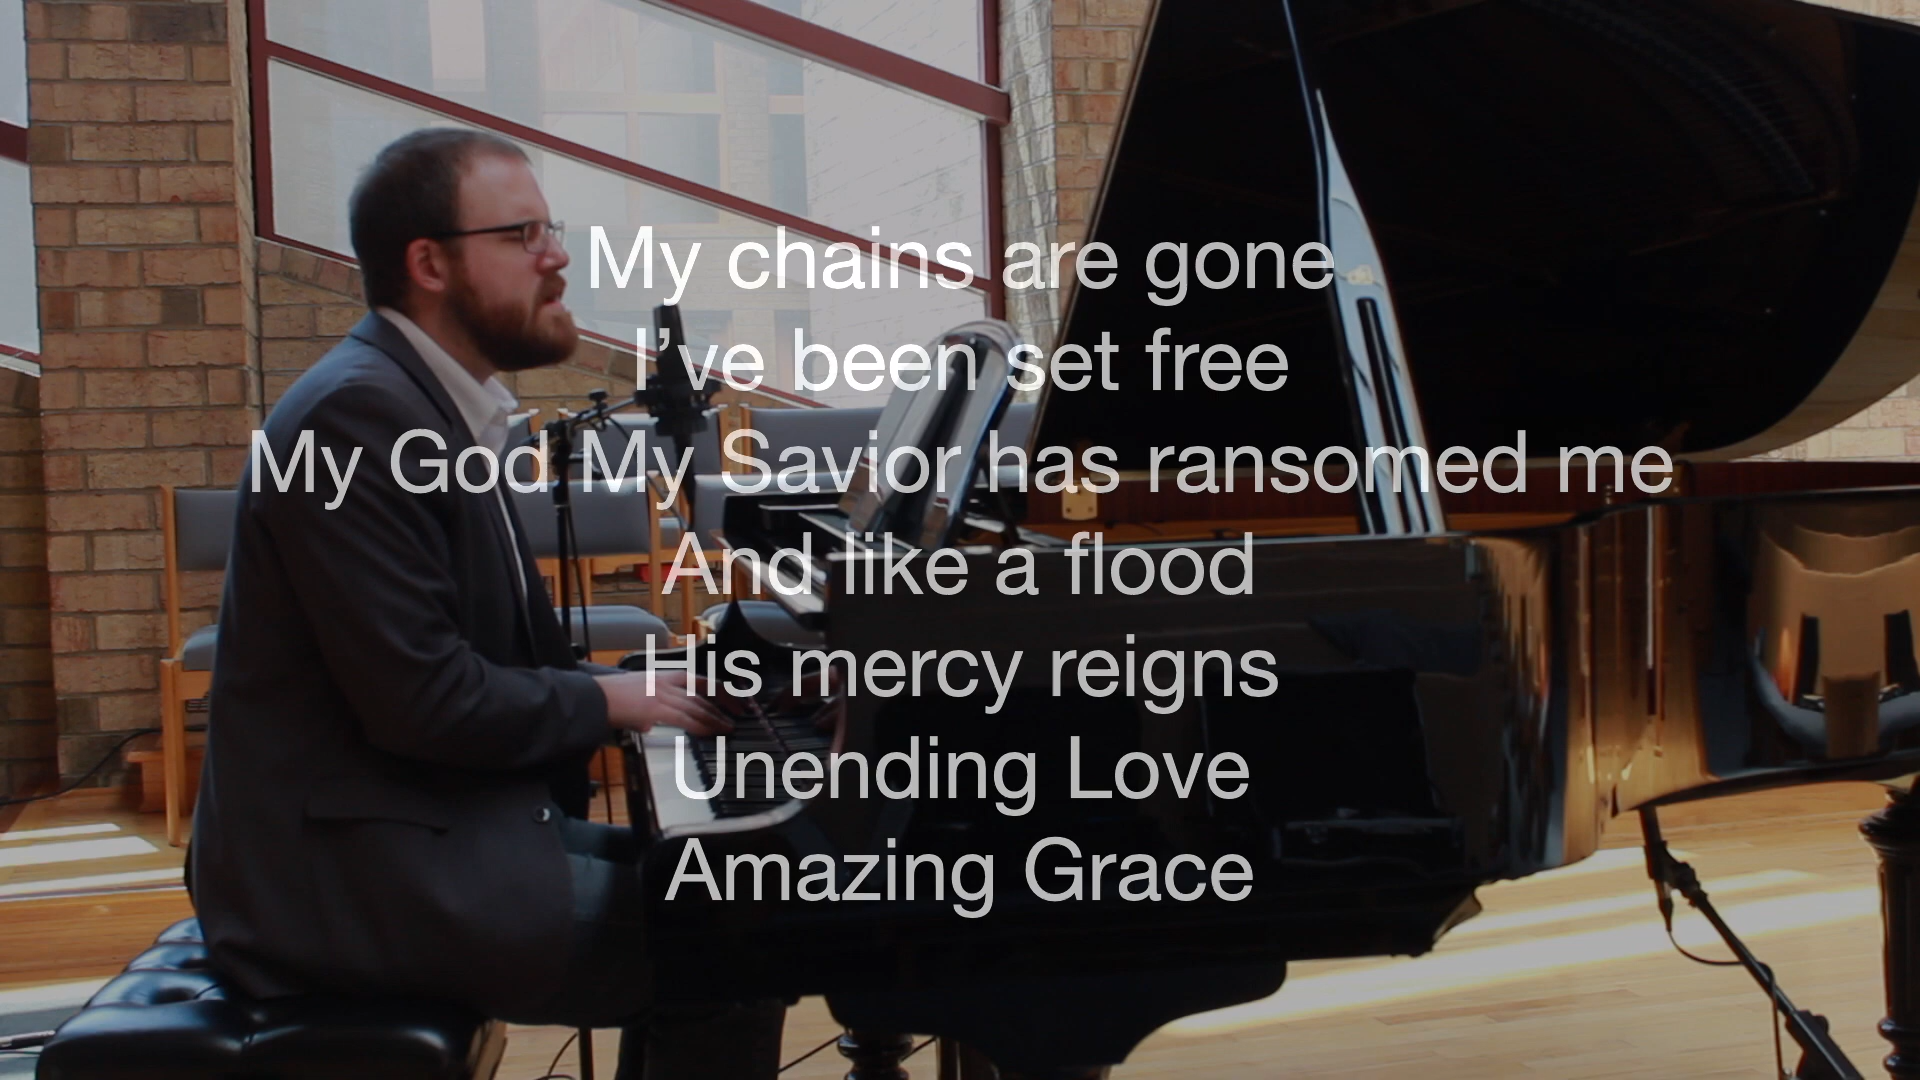 My chains are gone
I’ve been set free
My God My Savior has ransomed me
And like a flood
His mercy reigns
Unending Love
Amazing Grace